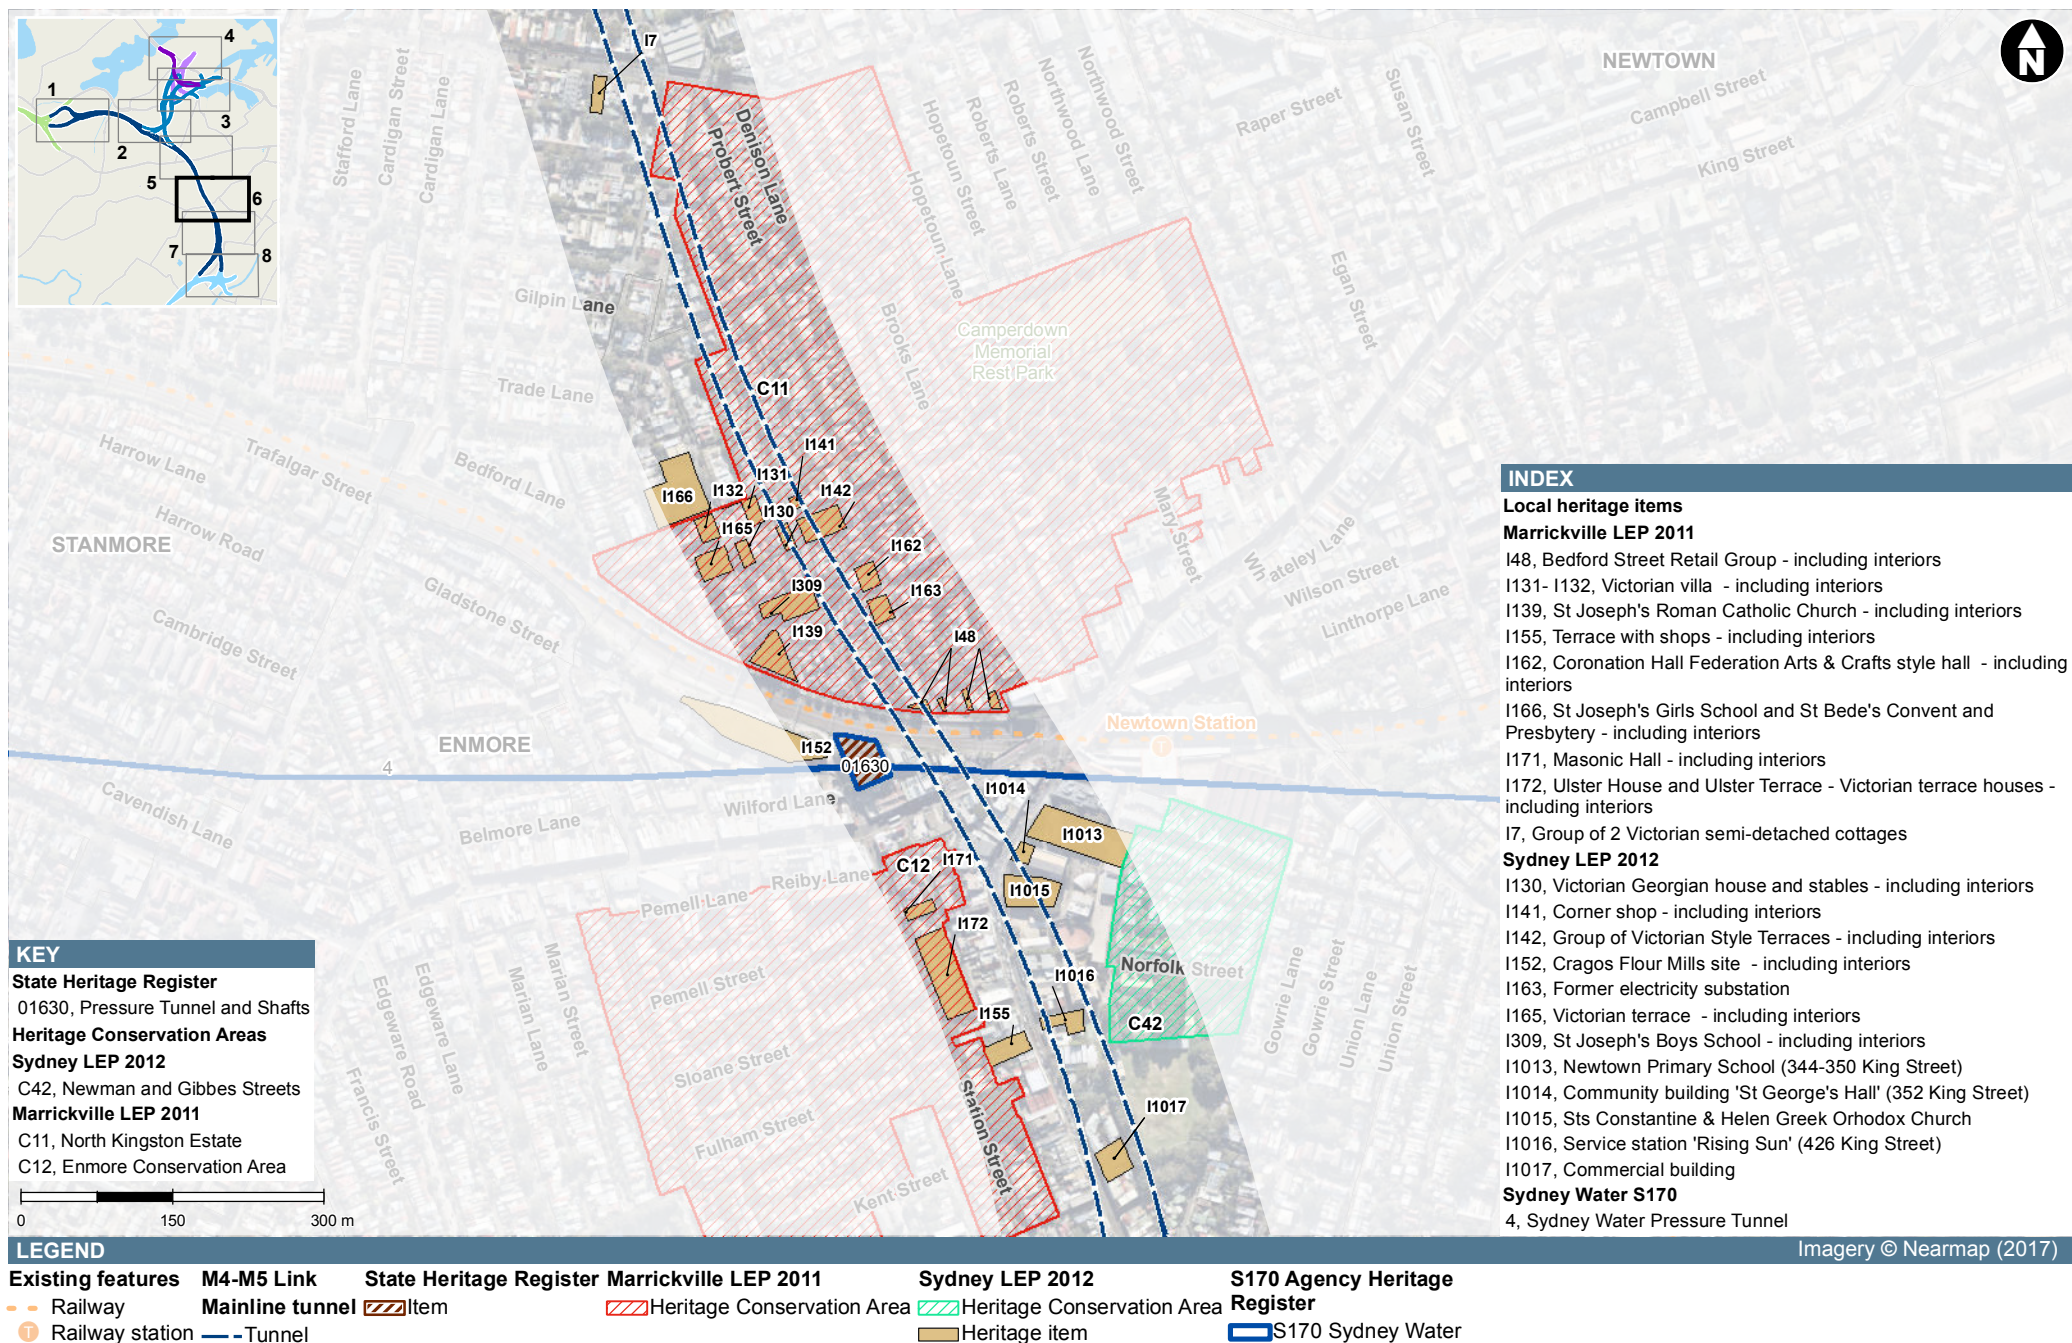 4
1
3
2
5
6
7
8
N
I7
NEWTOWN
Stafford Lane
Cardigan Street
Cardigan Lane
Denison Lane
Probert Street
Hopetoun Street
Hopetoun Lane
Roberts Lane
Roberts Street
Northwood Lane
Northwood Street
Raper Street
Susan Street
Campbell Street
King Street
Egan Street
Gilpin Lane
Brooks Lane
Camperdown
Memorial
Rest Park
Trade Lane
C11
Harrow Lane
Trafalgar Street
Bedford Lane
Harrow Road
STANMORE
Gladstone Street
Cambridge Street
I141
I131
I132
I142
I166
I130
I165
I162
I309
I163
I139
I48
Mary Street
Whateley Lane
Wilson Street
Linthorpe Lane
Newtown Station
T
ENMORE
I152
01630
4
Cavendish Lane
Wilford Lane
Belmore Lane
I1014
I1013
C12
I171
Reiby Lane
Pemell Lane
I1015
I172
Norfolk Street
I1016
C42
I155
Pemell Street
Marian Street
Marian Lane
Edgeware Lane
Edgeware Road
Francis Street
Sloane Street
Fulham Street
Kent Street
Station Street
I1017
Gowrie Lane
Gowrie Street
Union Lane
Union Street
KEY
State Heritage Register
01630, Pressure Tunnel and Shafts
Heritage Conservation Areas
Sydney LEP 2012
C42, Newman and Gibbes Streets
Marrickville LEP 2011
C11, North Kingston Estate
C12, Enmore Conservation Area
0 150 300 m
INDEX
Local heritage items
Marrickville LEP 2011
I48, Bedford Street Retail Group - including interiors
I131- I132, Victorian villa - including interiors
I139, St Joseph's Roman Catholic Church - including interiors
I155, Terrace with shops - including interiors
I162, Coronation Hall Federation Arts & Crafts style hall - including
interiors
I166, St Joseph's Girls School and St Bede's Convent and
Presbytery - including interiors
I171, Masonic Hall - including interiors
I172, Ulster House and Ulster Terrace - Victorian terrace houses -
including interiors
I7, Group of 2 Victorian semi-detached cottages
Sydney LEP 2012
I130, Victorian Georgian house and stables - including interiors
I141, Corner shop - including interiors
I142, Group of Victorian Style Terraces - including interiors
I152, Cragos Flour Mills site - including interiors
I163, Former electricity substation
I165, Victorian terrace - including interiors
I309, St Joseph's Boys School - including interiors
I1013, Newtown Primary School (344-350 King Street)
I1014, Community building 'St George's Hall' (352 King Street)
I1015, Sts Constantine & Helen Greek Orthodox Church
I1016, Service station 'Rising Sun' (426 King Street)
I1017, Commercial building
Sydney Water S170
4, Sydney Water Pressure Tunnel
Imagery © Nearmap (2017)
LEGEND
Existing features
Railway
T Railway station
M4-M5 Link
Mainline tunnel
Tunnel
State Heritage Register
Item
Marrickville LEP 2011
Heritage Conservation Area
Sydney LEP 2012
Heritage Conservation Area
Heritage item
S170 Agency Heritage
Register
S170 Sydney Water